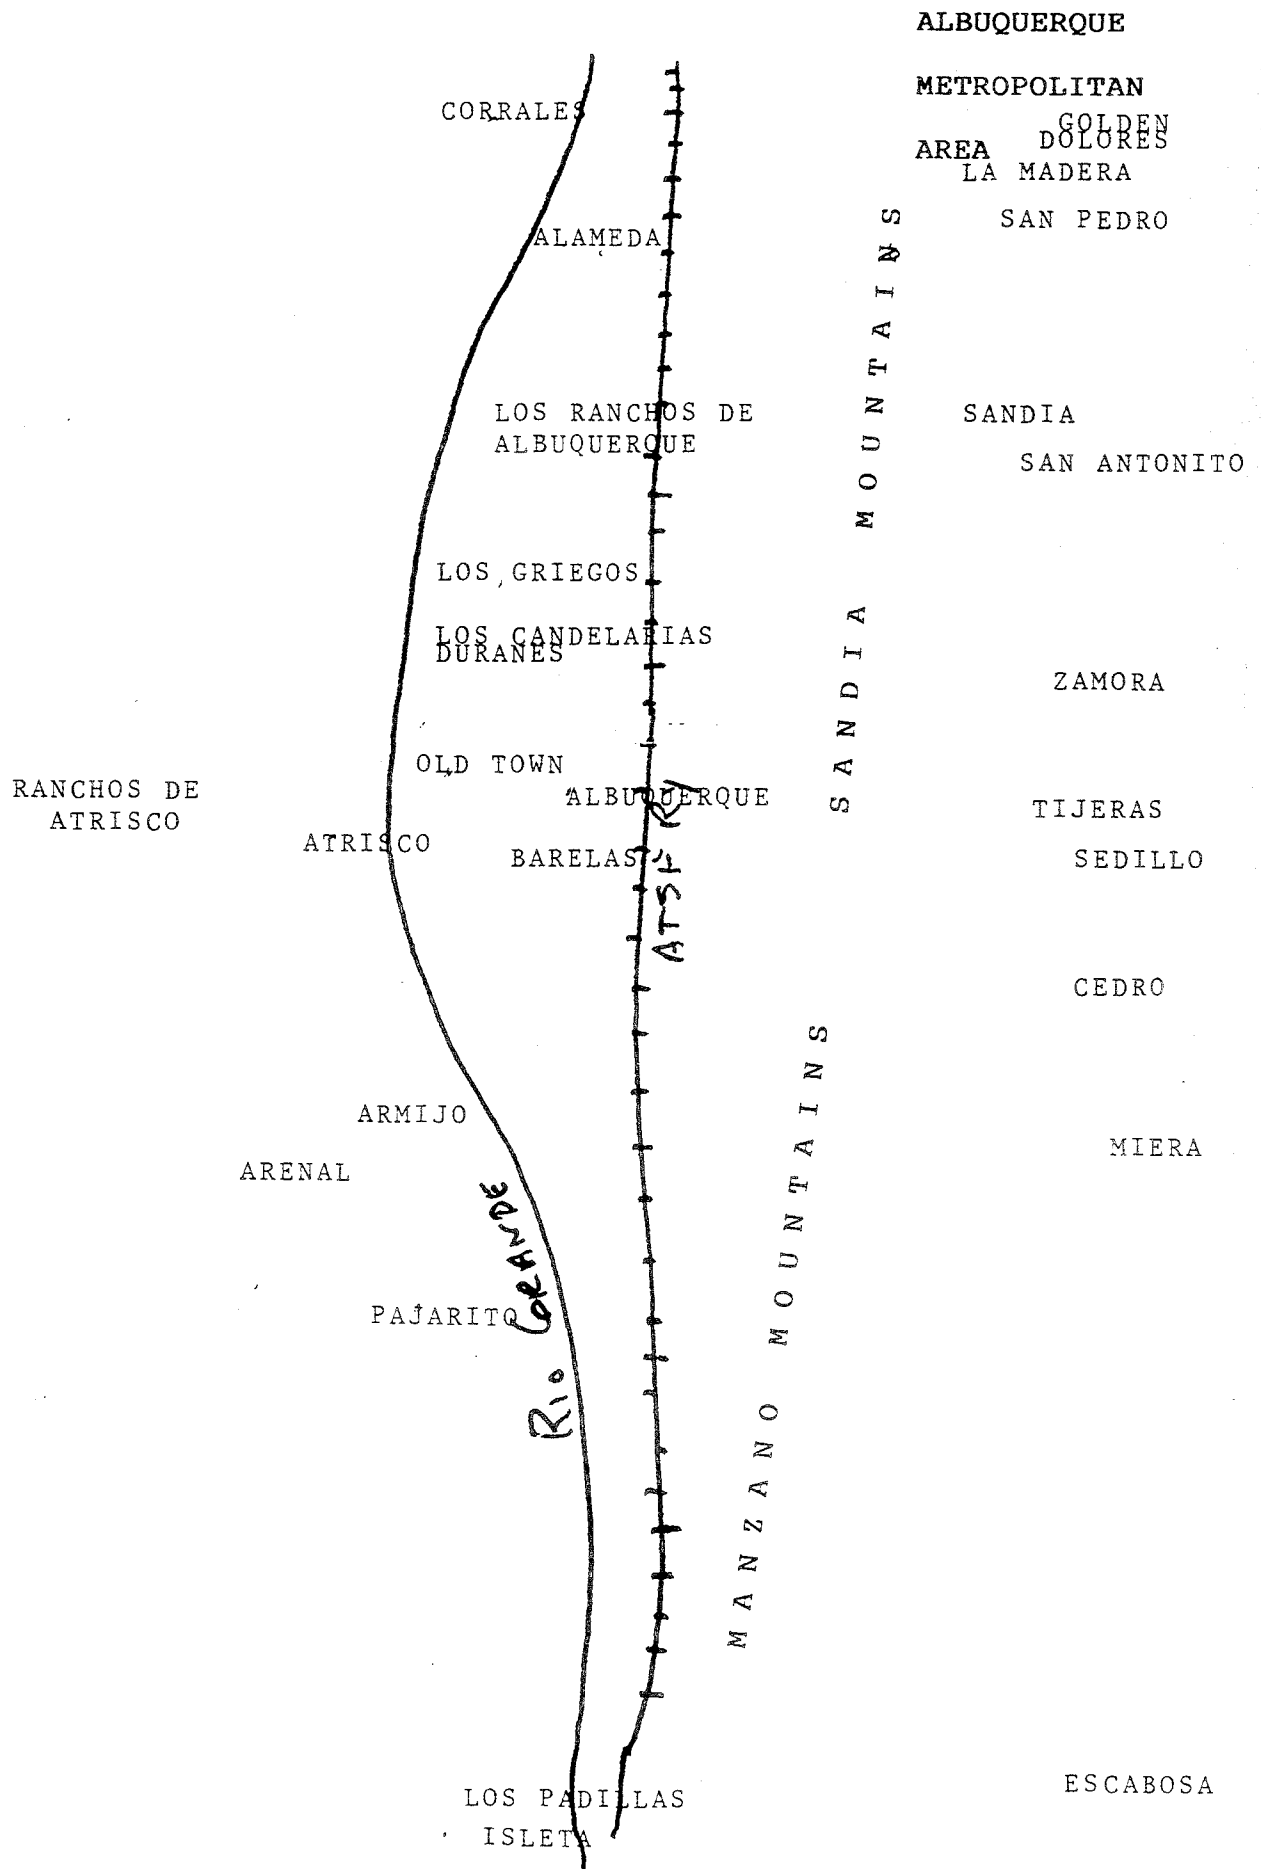 ALBUQUERQUE
METROPOLITAN
AREA
GOLDEN
DOLORES
LA MADERA
CORRALES
SAN PEDRO
ALAMEDA
SANDIA MOUNTAINS
LOS RANCHOS DE
ALBUQUERQUE
SANDIA
SAN ANTONITO
LOS GRIEGOS
LOS CANDELARIAS
DURANES
ZAMORA
OLD TOWN
RANCHOS DE
ATRISCO
ALBUQUERQUE
TIJERAS
ATRISCO
BARELAS
SEDILLO
ATSF RY
CEDRO
MANZANO MOUNTAINS
ARMIJO
MIERA
ARENAL
RIO GRANDE
PAJARITO
ESCABOSA
LOS PADILLAS
ISLETA